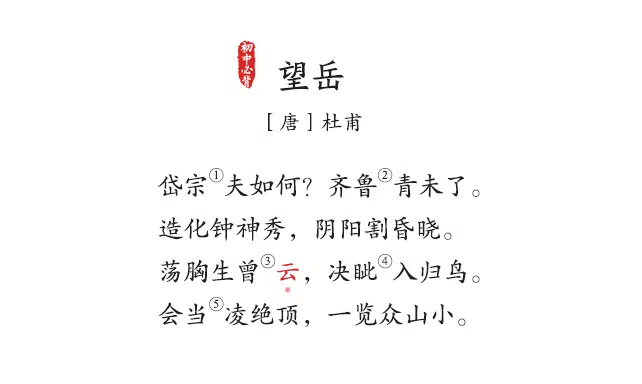 初中必背
望岳
[唐]杜甫
岱宗①夫如何？齐鲁②青未了。
造化钟神秀，阴阳割昏晓。
荡胸生曾③云，决眦④入归鸟。
会当⑤凌绝顶，一览众山小。